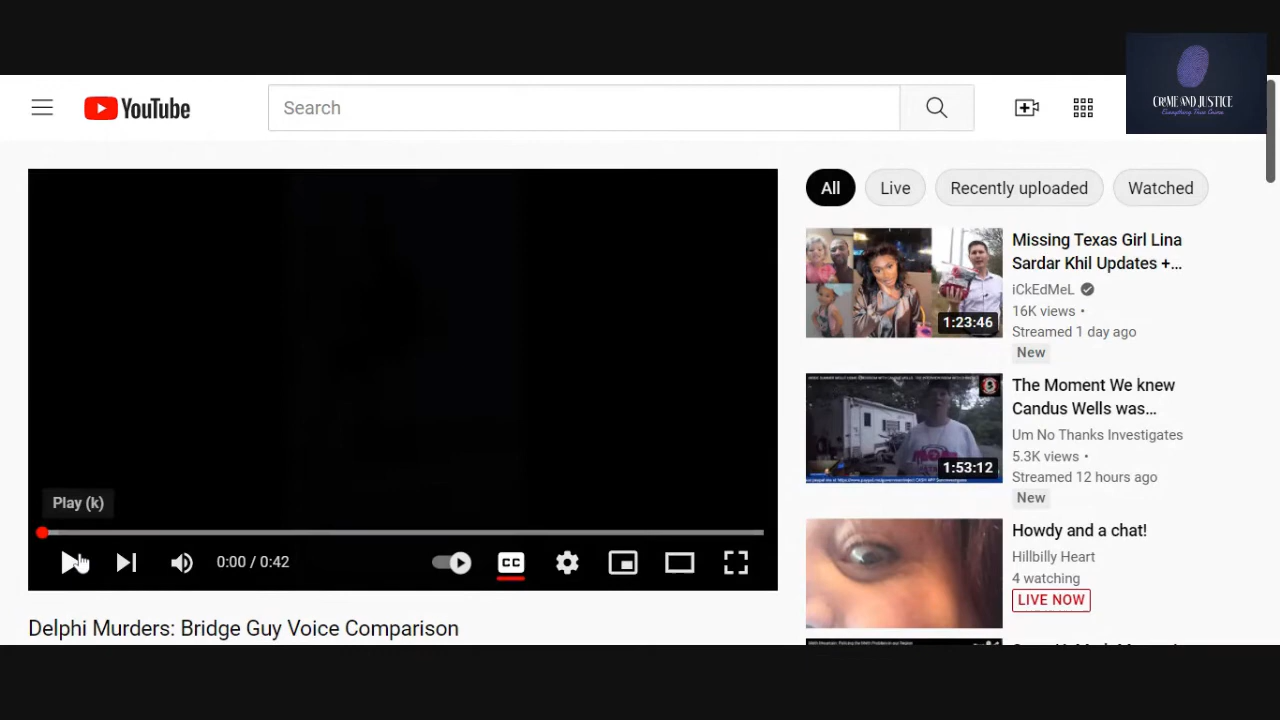 YouTube
Search
CRIME AND JUSTICE
Everything True Crime
All
Live
Recently uploaded
Watched
Missing Texas Girl Lina
Sardar Khil Updates +...
iCkEdMeL
16K views •
Streamed 1 day ago
New
1:23:46
The Moment We knew
Candus Wells was...
Um No Thanks Investigates
5.3K views •
Streamed 12 hours ago
New
1:53:12
Howdy and a chat!
Hillbilly Heart
4 watching
LIVE NOW
Play (k)
0:00 / 0:42
CC
Delphi Murders: Bridge Guy Voice Comparison